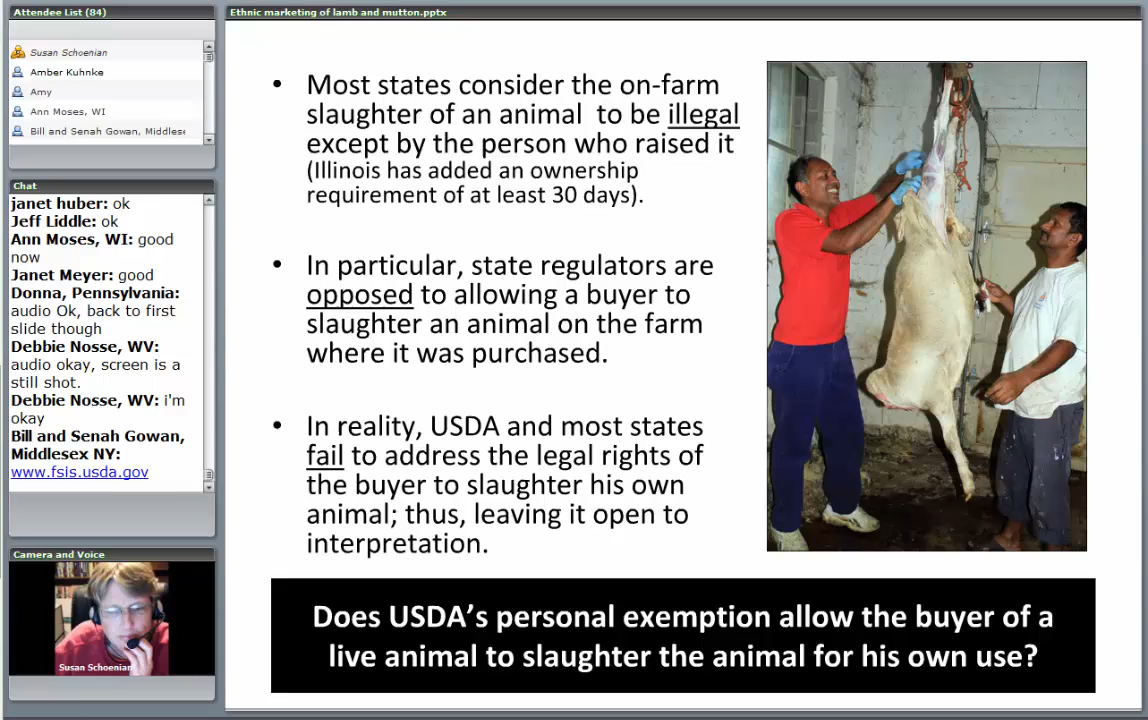 Attendee List (84)
Susan Schoenian
Amber Kuhnke
Amy
Ann Moses, WI
Bill and Senah Gowan, Middlese
Chat
janet huber: ok
Jeff Liddle: ok
Ann Moses, WI: good
now
Janet Meyer: good
Donna, Pennsylvania:
audio Ok, back to first
slide though
Debbie Nosse, WV:
audio okay, screen is a
still shot.
Debbie Nosse, WV: i'm
okay
Bill and Senah Gowan,
Middlesex NY:
www.fsis.usda.gov
Camera and Voice
Susan Schoenian
Ethnic marketing of lamb and mutton.pptx
• Most states consider the on-farm
slaughter of an animal to be illegal
except by the person who raised it
(Illinois has added an ownership
requirement of at least 30 days).
• In particular, state regulators are
opposed to allowing a buyer to
slaughter an animal on the farm
where it was purchased.
• In reality, USDA and most states
fail to address the legal rights of
the buyer to slaughter his own
animal; thus, leaving it open to
interpretation.
Does USDA's personal exemption allow the buyer of a
live animal to slaughter the animal for his own use?